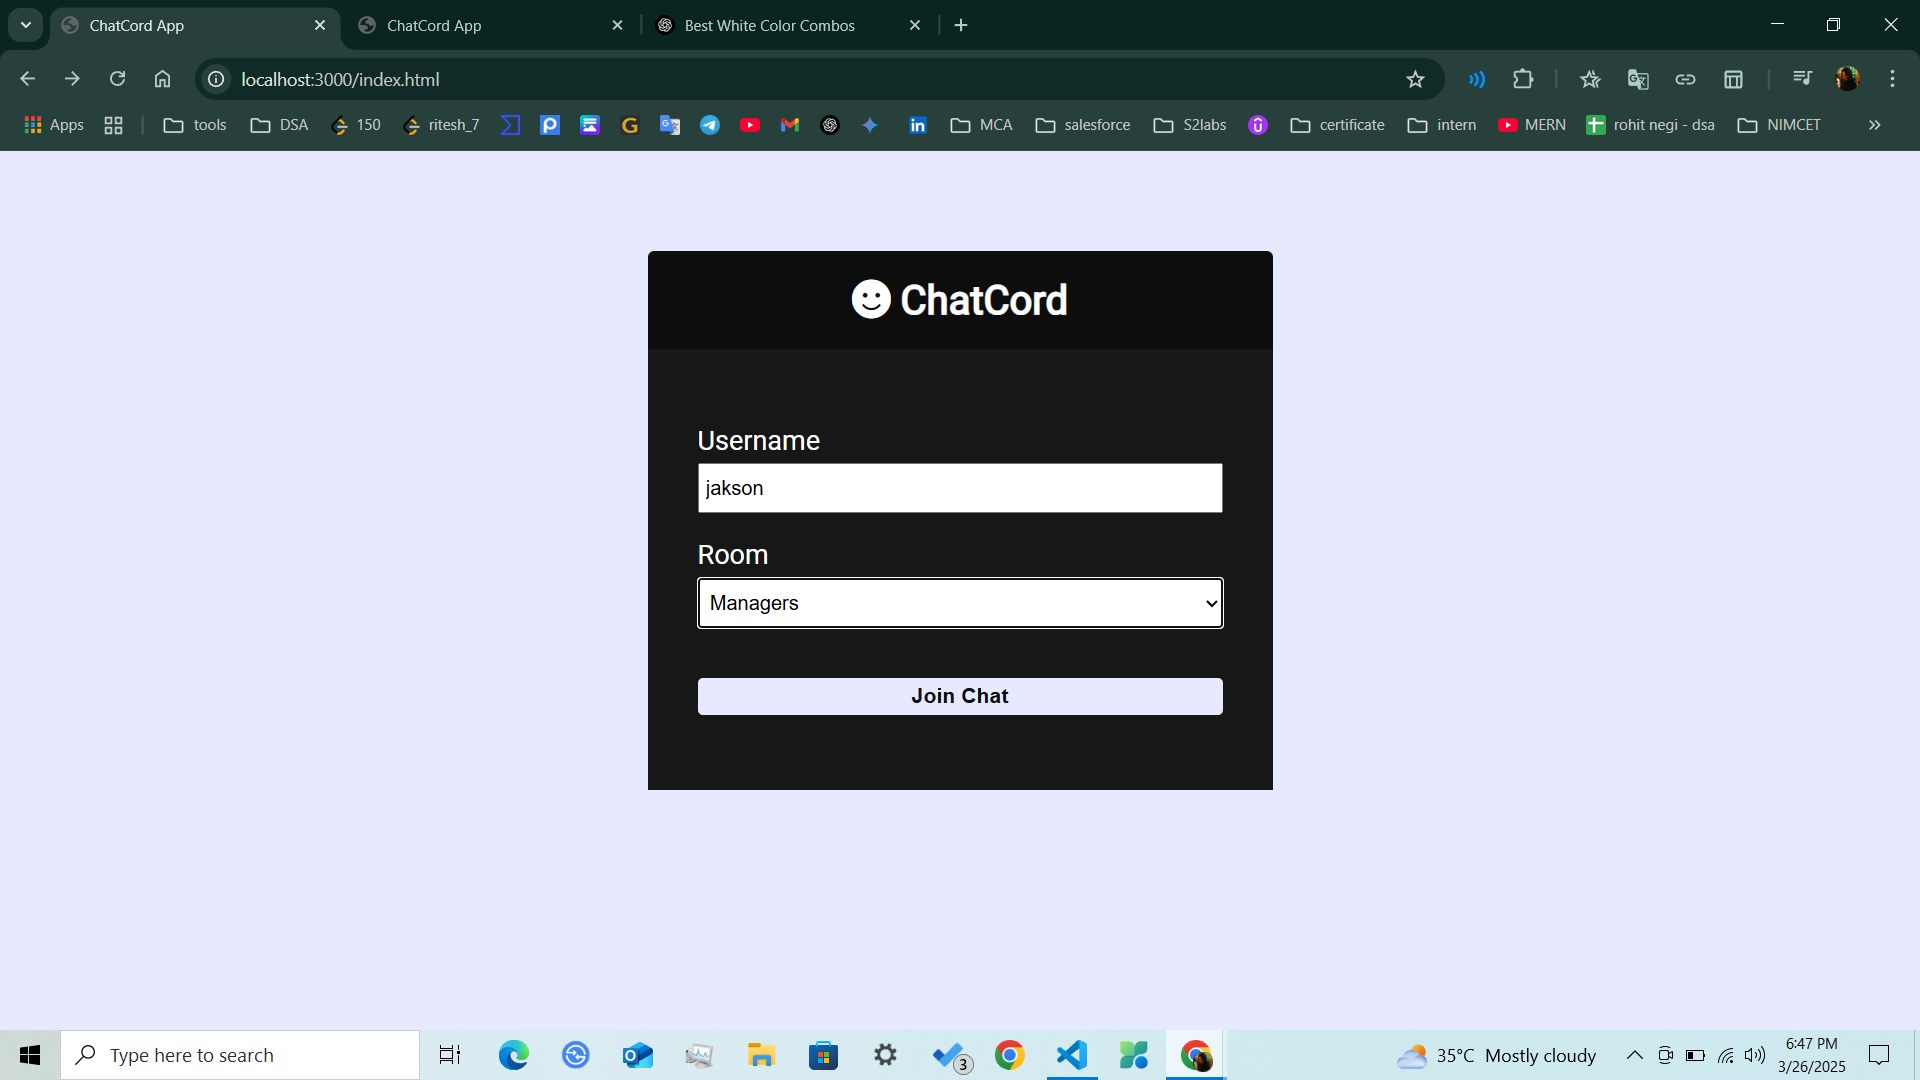 ChatCord App
ChatCord App
Best White Color Combos
localhost:3000/index.html
Apps
tools
DSA
150
ritesh_7
MCA
salesforce
S2labs
certificate
intern
MERN
rohit negi - dsa
NIMCET
ChatCord
Username
jakson
Room
Managers
Join Chat
Type here to search
3
35°C Mostly cloudy
6:47 PM
3/26/2025